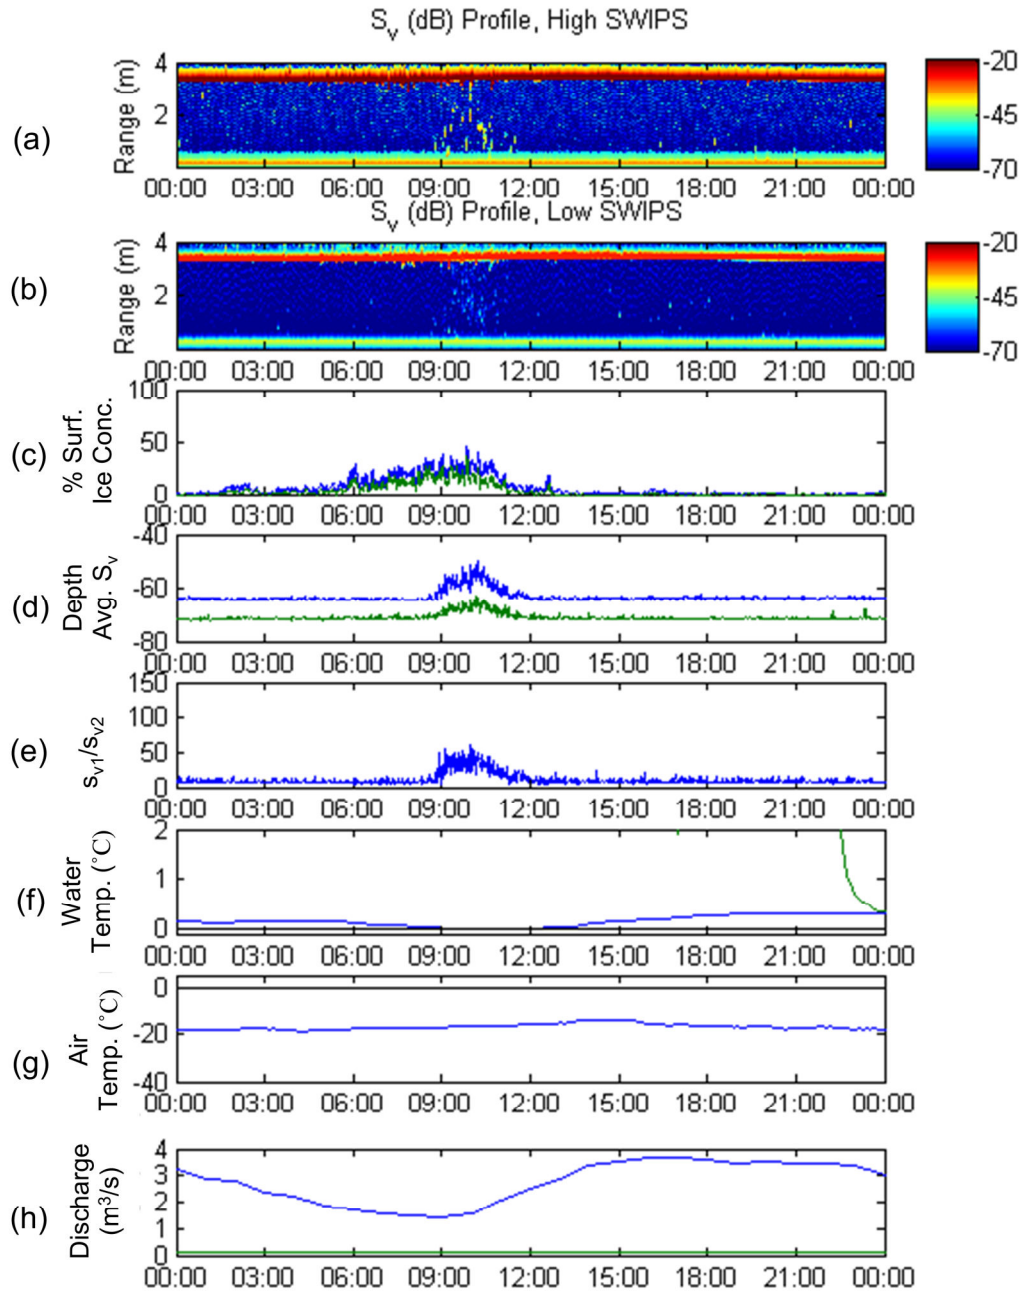 S_v (dB) Profile, High SWIPS
(a)
Range (m)
4
2
-20
-45
-70
00:00 03:00 06:00 09:00 12:00 15:00 18:00 21:00 00:00
S_v (dB) Profile, Low SWIPS
(b)
Range (m)
4
2
-20
-45
-70
00:00 03:00 06:00 09:00 12:00 15:00 18:00 21:00 00:00
(c)
% Surf.
Ice Conc.
100
50
0
00:00 03:00 06:00 09:00 12:00 15:00 18:00 21:00 00:00
(d)
Depth
Avg. S_v
-40
-60
-80
00:00 03:00 06:00 09:00 12:00 15:00 18:00 21:00 00:00
(e)
s_v1/s_v2
150
100
50
0
00:00 03:00 06:00 09:00 12:00 15:00 18:00 21:00 00:00
(f)
Water
Temp. (°C)
2
1
0
00:00 03:00 06:00 09:00 12:00 15:00 18:00 21:00 00:00
(g)
Air
Temp. (°C)
0
-20
-40
00:00 03:00 06:00 09:00 12:00 15:00 18:00 21:00 00:00
(h)
Discharge
(m³/s)
4
3
2
1
0
00:00 03:00 06:00 09:00 12:00 15:00 18:00 21:00 00:00